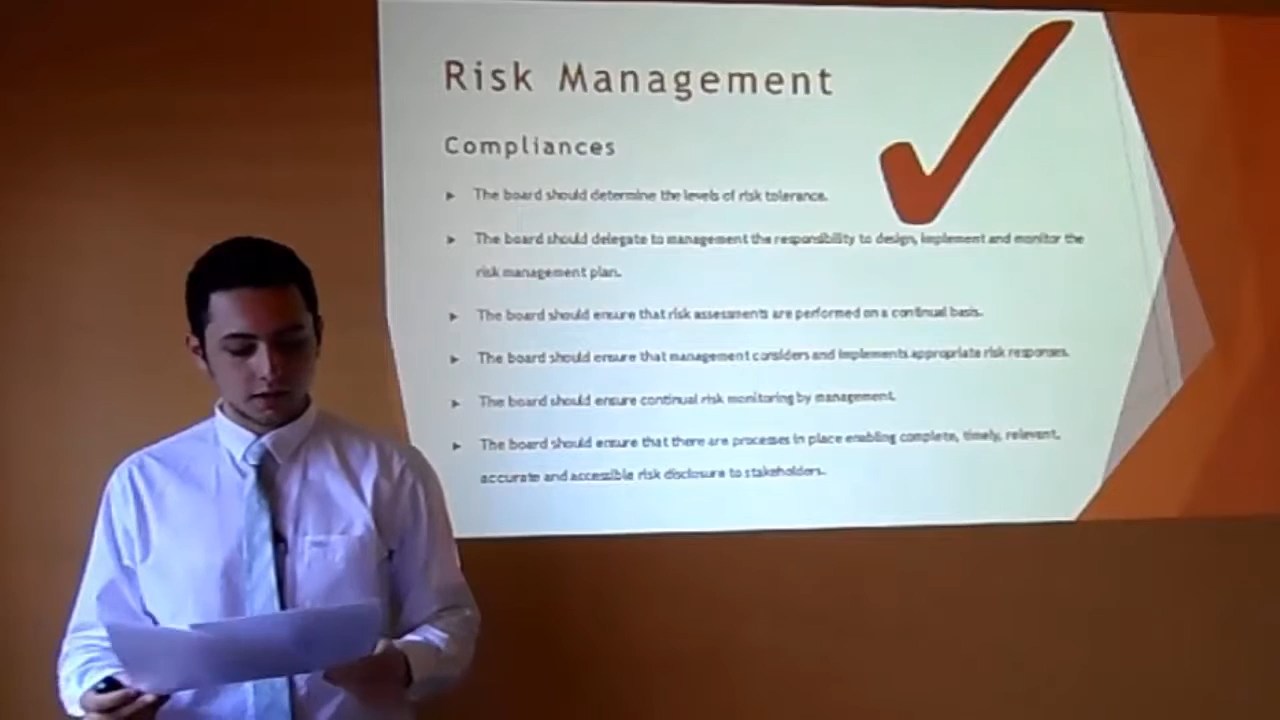 Risk Management
Compliances
The board should determine the levels of risk tolerance.
The board should delegate to management the responsibility to design, implement and monitor the
risk management plan.
The board should ensure that risk assessments are performed on a continual basis.
The board should ensure that management considers and implements appropriate risk responses.
The board should ensure continual risk monitoring by management.
The board should ensure that there are processes in place enabling complete, timely, relevant,
accurate and accessible risk disclosure to stakeholders.